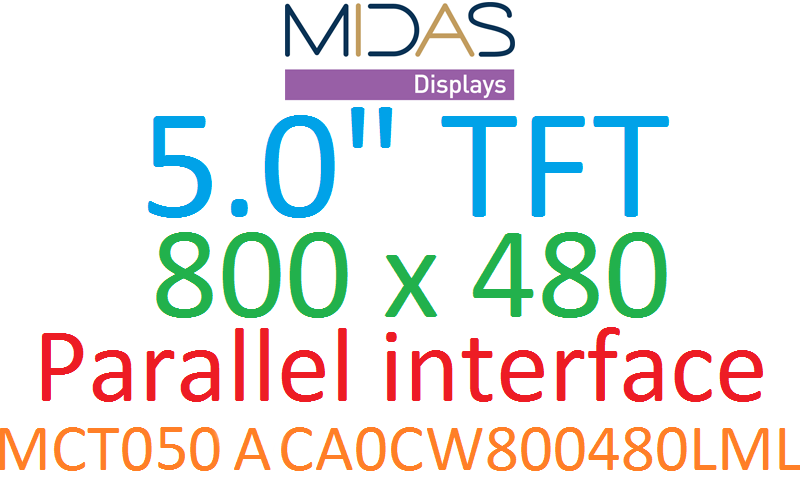 MIDAS
Displays
5.0" TFT
800 x 480
Parallel interface
MCT050 A CA0CW800480LML